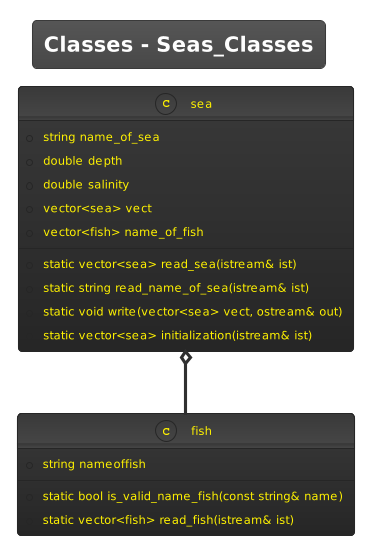 Classes - Seas_Classes
C sea
string name_of_sea
double depth
double salinity
vector<sea> vect
vector<fish> name_of_fish
static vector<sea> read_sea(istream& ist)
static string read_name_of_sea(istream& ist)
static void write(vector<sea> vect, ostream& out)
static vector<sea> initialization(istream& ist)
C fish
string nameoffish
static bool is_valid_name_fish(const string& name)
static vector<fish> read_fish(istream& ist)